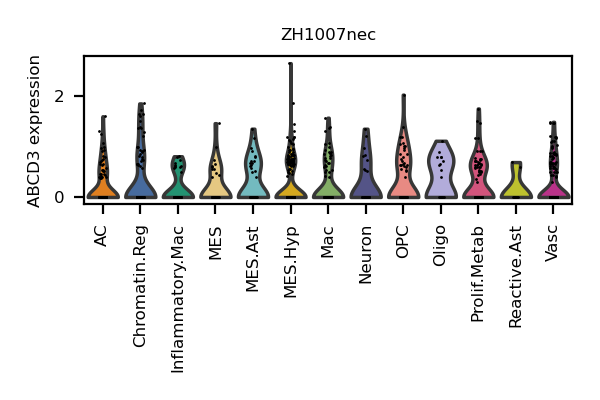 ZH1007nec
ABCD3 expression
2
0
AC
Chromatin.Reg
Inflammatory.Mac
MES
MES.Ast
MES.Hyp
Mac
Neuron
OPC
Oligo
Prolif.Metab
Reactive.Ast
Vasc